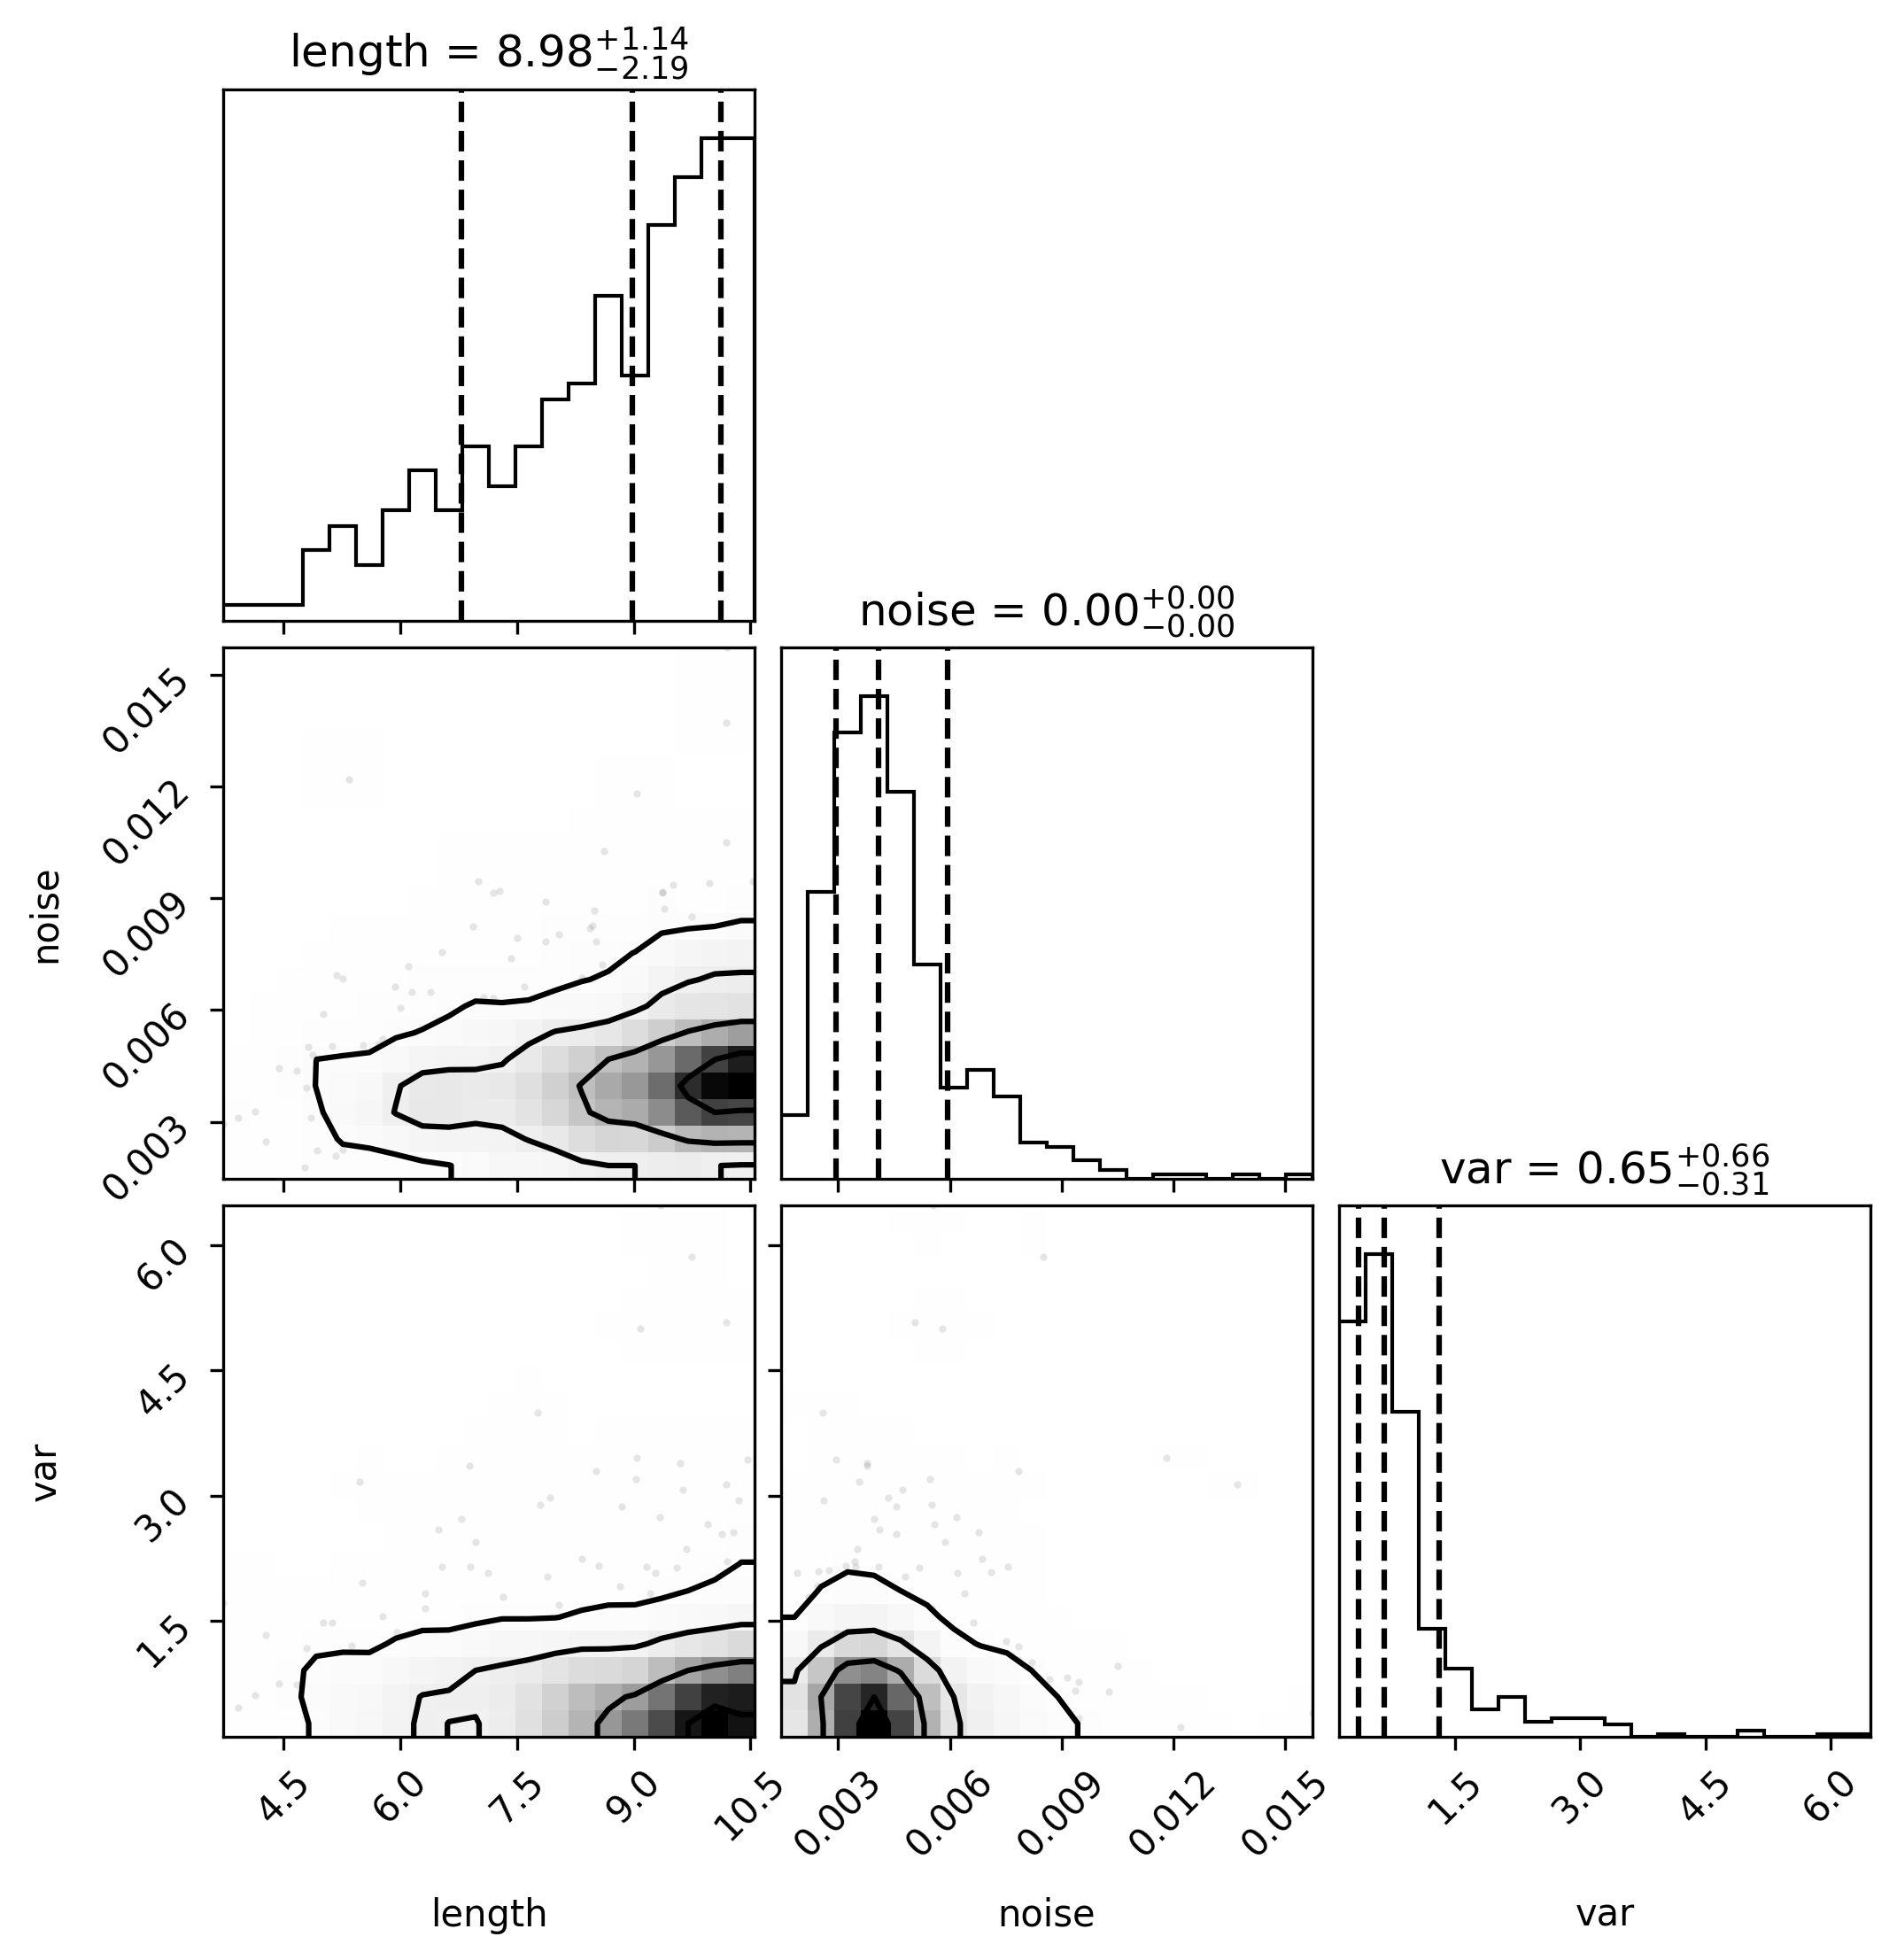 length = 8.98 +1.14 −2.19
noise = 0.00 +0.00 −0.00
0.015
0.012
0.009
0.006
0.003
noise
var = 0.65 +0.66 −0.31
6.0
4.5
3.0
1.5
var
4.5 6.0 7.5 9.0 10.5
0.003 0.006 0.009 0.012 0.015
1.5 3.0 4.5 6.0
length
noise
var